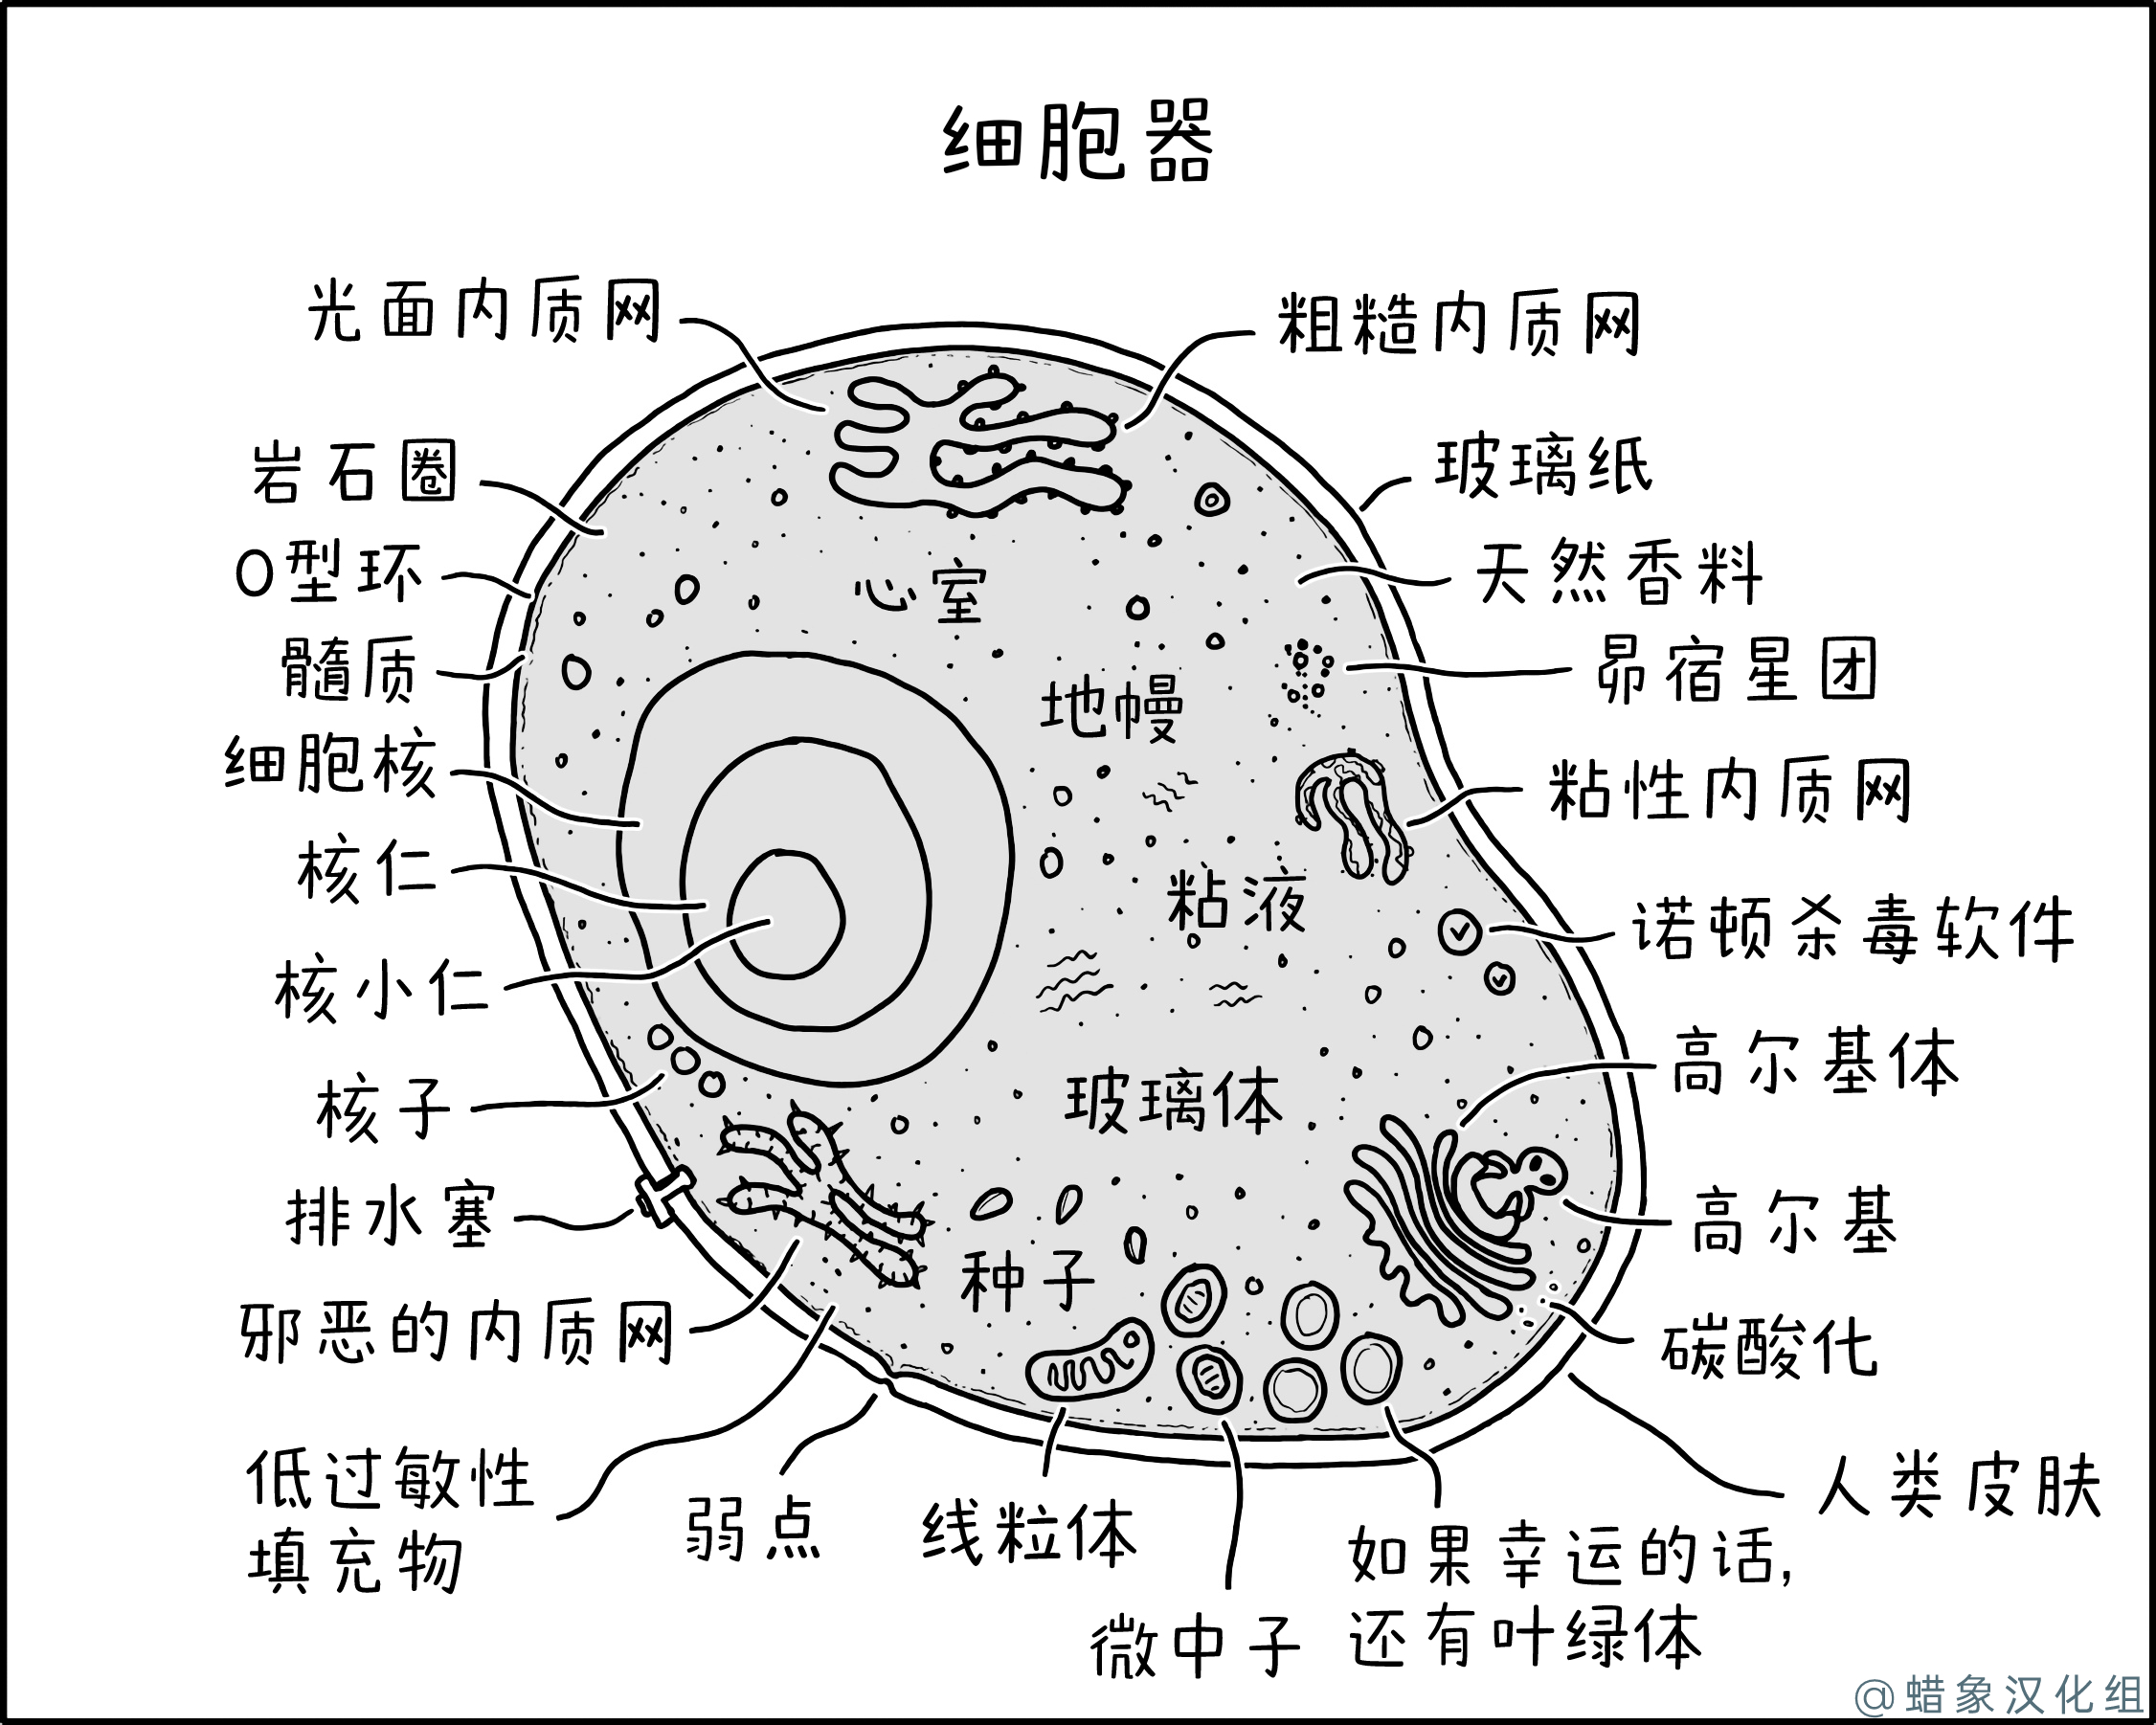 细胞器
光面内质网
粗糙内质网
岩石圈
玻璃纸
O型环
天然香料
心室
髓质
昴宿星团
地幔
细胞核
粘性内质网
核仁
粘液
诺顿杀毒软件
核小仁
高尔基体
核子
玻璃体
排水塞
高尔基
种子
邪恶的内质网
碳酸化
低过敏性
填充物
弱点
线粒体
微中子
如果幸运的话,
还有叶绿体
人类皮肤
@蜡象汉化组